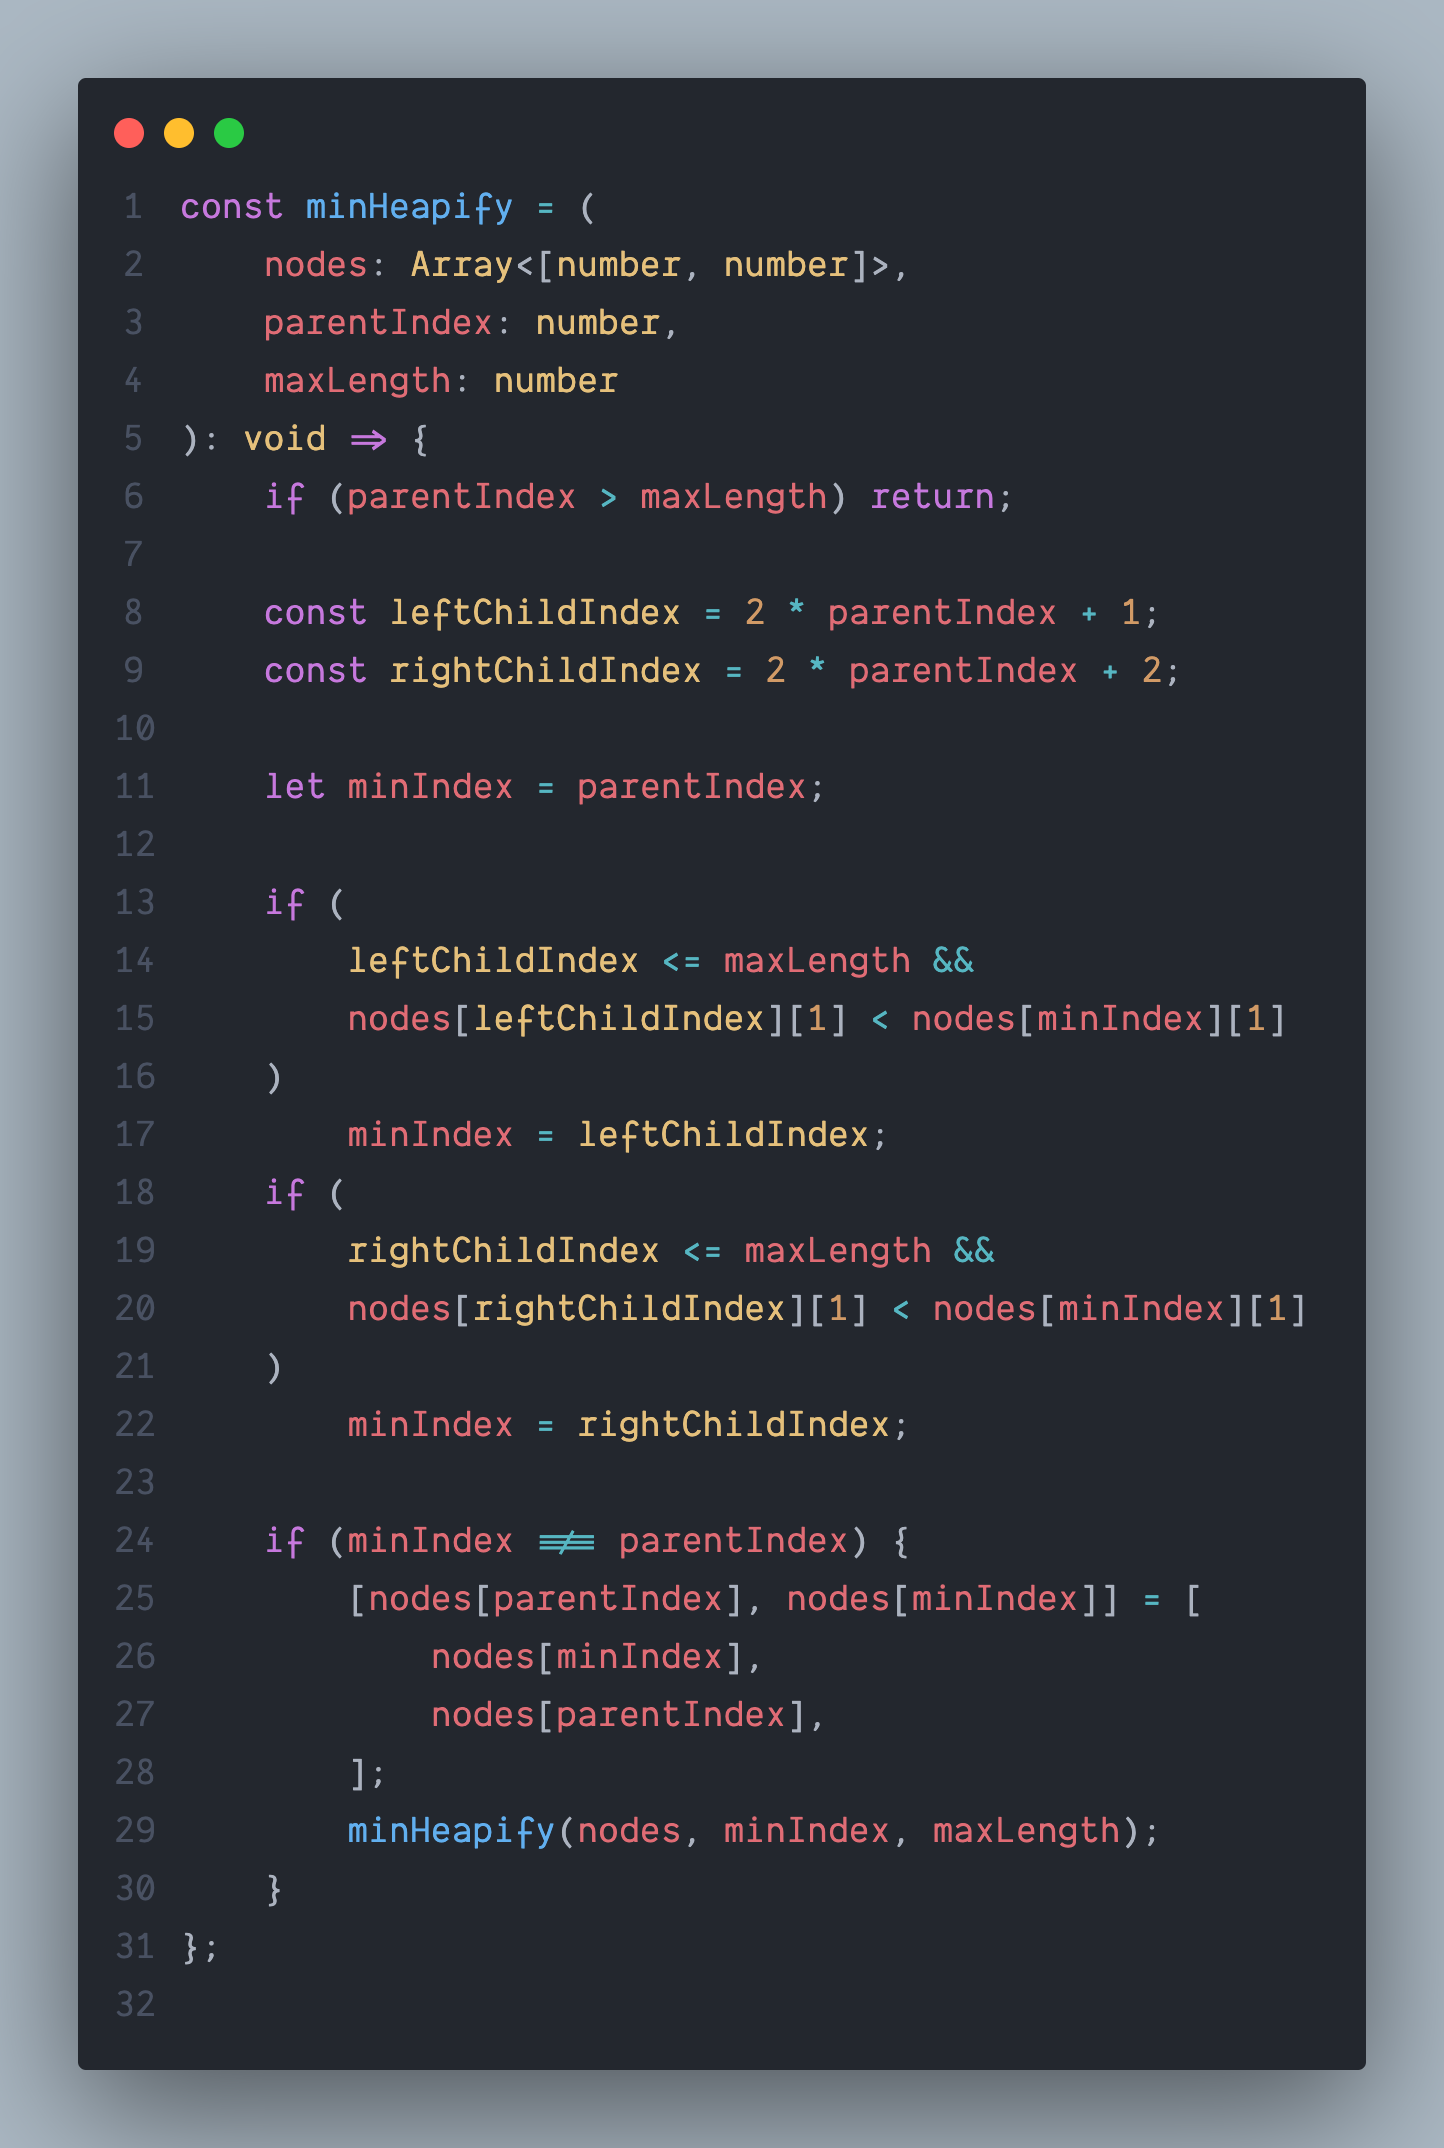 1 const minHeapify = (
2     nodes: Array<[number, number]>,
3     parentIndex: number,
4     maxLength: number
5 ): void => {
6     if (parentIndex > maxLength) return;
7
8     const leftChildIndex = 2 * parentIndex + 1;
9     const rightChildIndex = 2 * parentIndex + 2;
10
11     let minIndex = parentIndex;
12
13     if (
14         leftChildIndex <= maxLength &&
15         nodes[leftChildIndex][1] < nodes[minIndex][1]
16     )
17         minIndex = leftChildIndex;
18     if (
19         rightChildIndex <= maxLength &&
20         nodes[rightChildIndex][1] < nodes[minIndex][1]
21     )
22         minIndex = rightChildIndex;
23
24     if (minIndex !== parentIndex) {
25         [nodes[parentIndex], nodes[minIndex]] = [
26             nodes[minIndex],
27             nodes[parentIndex],
28         ];
29         minHeapify(nodes, minIndex, maxLength);
30     }
31 };
32